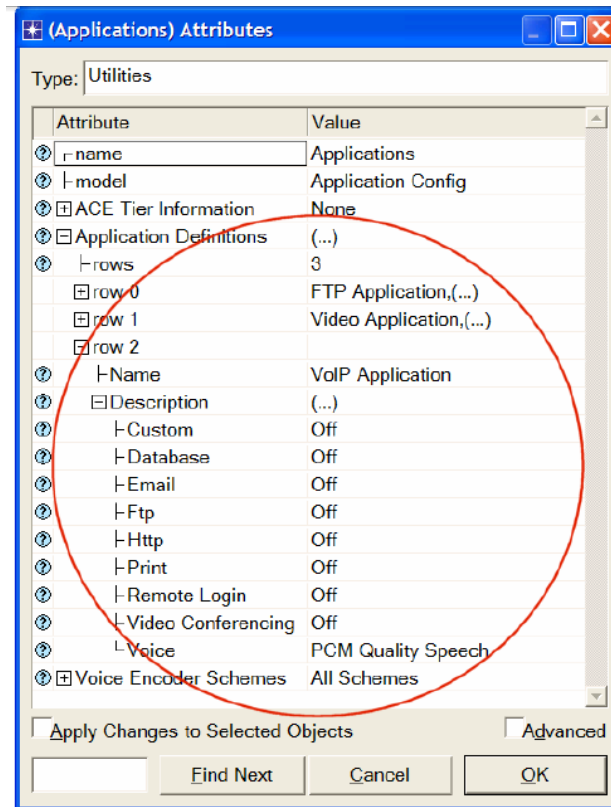 (Applications) Attributes
Type: Utilities
Attribute Value
name Applications
model Application Config
ACE Tier Information None
Application Definitions (...)
rows 3
row 0 FTP Application,(...)
row 1 Video Application,(...)
row 2
Name VoIP Application
Description (...)
Custom Off
Database Off
Email Off
Ftp Off
Http Off
Print Off
Remote Login Off
Video Conferencing Off
Voice PCM Quality Speech
Voice Encoder Schemes All Schemes
Apply Changes to Selected Objects Advanced
Find Next Cancel OK